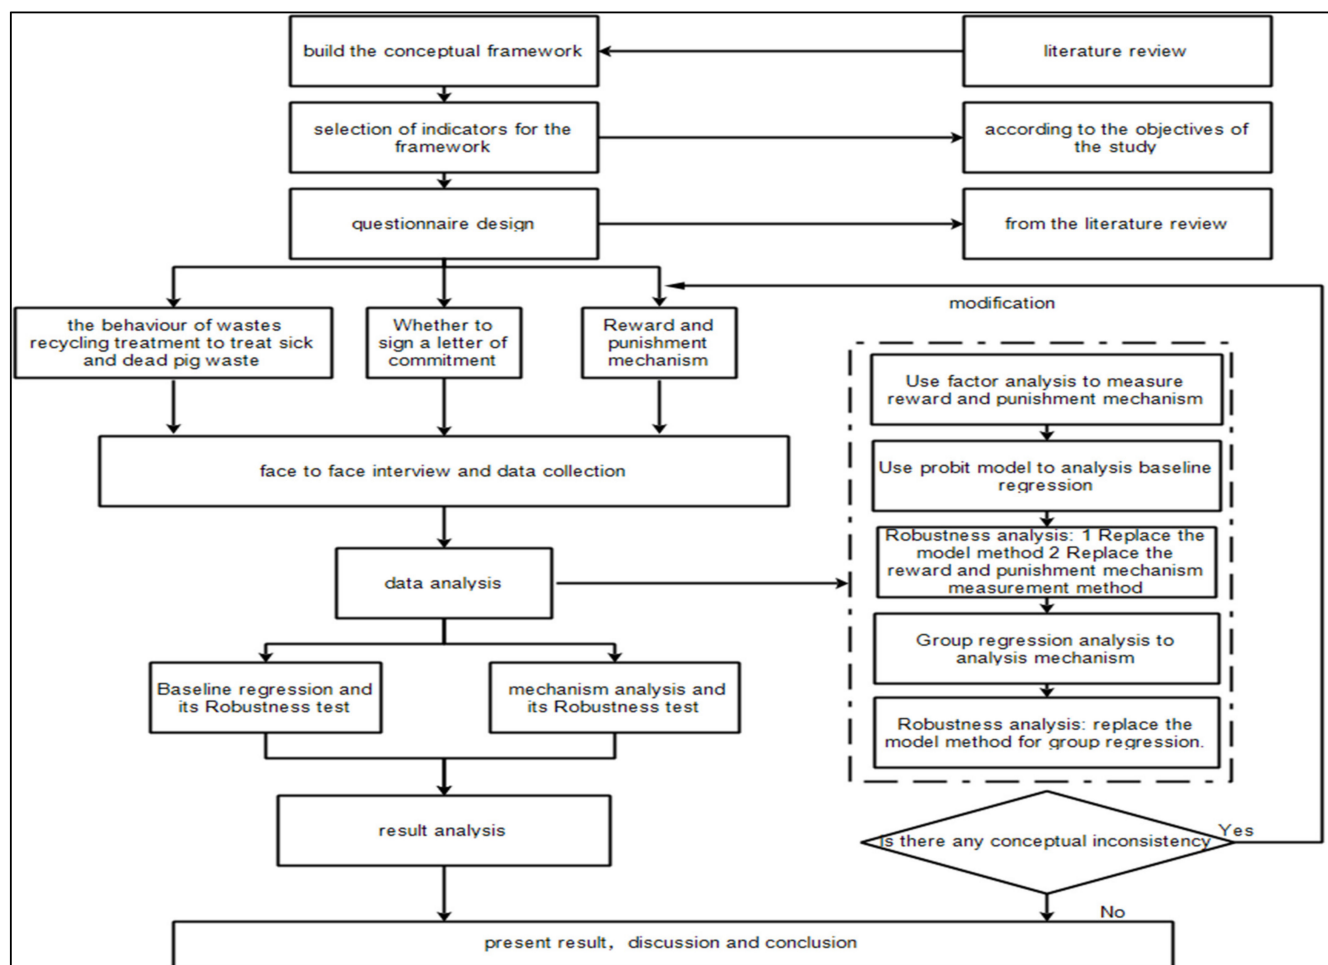 build the conceptual framework
literature review
selection of indicators for the
framework
according to the objectives of
the study
questionnaire design
from the literature review
modification
the behaviour of wastes
recycling treatment to treat sick
and dead pig waste
Whether to
sign a letter of
commitment
Reward and
punishment
mechanism
Use factor analysis to measure
reward and punishment mechanism
face to face interview and data collection
Use probit model to analysis baseline
regression
Robustness analysis: 1 Replace the
model method 2 Replace the
reward and punishment mechanism
measurement method
data analysis
Group regression analysis to
analysis mechanism
Baseline regression and
its Robustness test
mechanism analysis and
its Robustness test
Robustness analysis: replace the
model method for group regression.
result analysis
is there any conceptual inconsistency
Yes
No
present result, discussion and conclusion